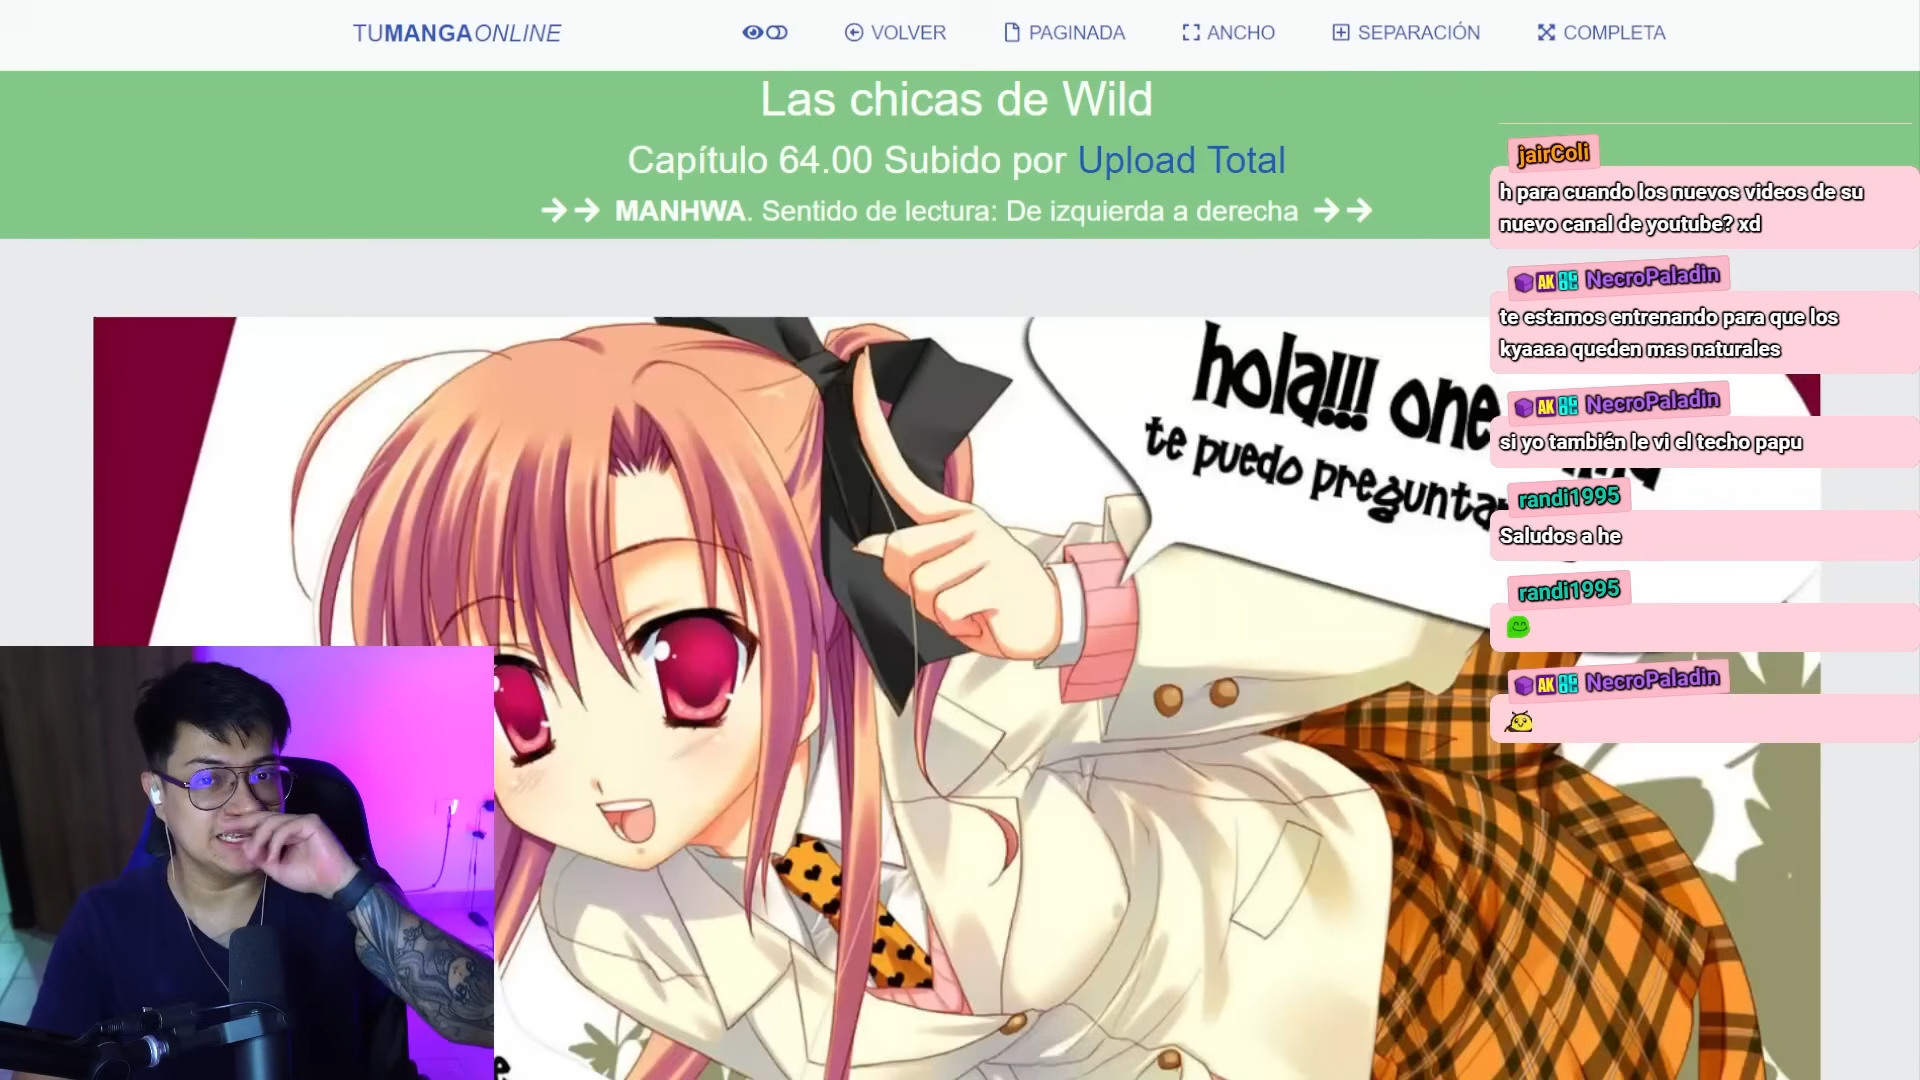 TUMANGAONLINE
VOLVER
PAGINADA
ANCHO
SEPARACIÓN
COMPLETA
Las chicas de Wild
Capítulo 64.00 Subido por Upload Total
MANHWA. Sentido de lectura: De izquierda a derecha
hola!!! one
te puedo pregunta
jairColi
h para cuando los nuevos videos de su
nuevo canal de youtube? xd
AK NecroPaladin
te estamos entrenando para que los
kyaaaa queden mas naturales
AK NecroPaladin
si yo también le vi el techo papu
randi1995
Saludos a he
randi1995
AK NecroPaladin